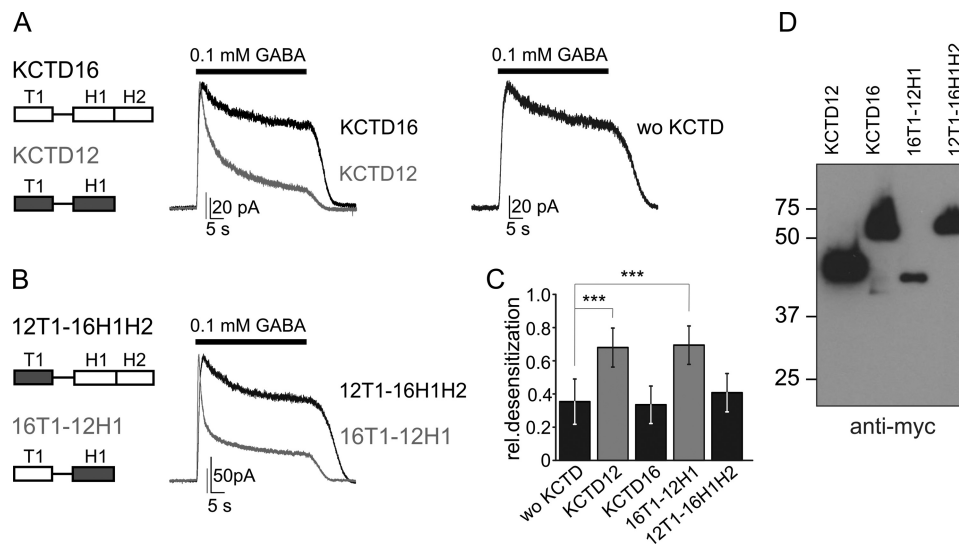 A
KCTD16
T1 H1 H2
KCTD12
T1 H1
0.1 mM GABA
KCTD16
KCTD12
20 pA
5 s
0.1 mM GABA
wo KCTD
20 pA
5 s
B
12T1-16H1H2
T1 H1 H2
16T1-12H1
T1 H1
0.1 mM GABA
12T1-16H1H2
16T1-12H1
50pA
5 s
C
rel.desensitization
1.0
0.8
0.6
0.4
0.2
0
***
***
wo KCTD
KCTD12
KCTD16
16T1-12H1
12T1-16H1H2
D
KCTD12
KCTD16
16T1-12H1
12T1-16H1H2
75
50
37
25
anti-myc